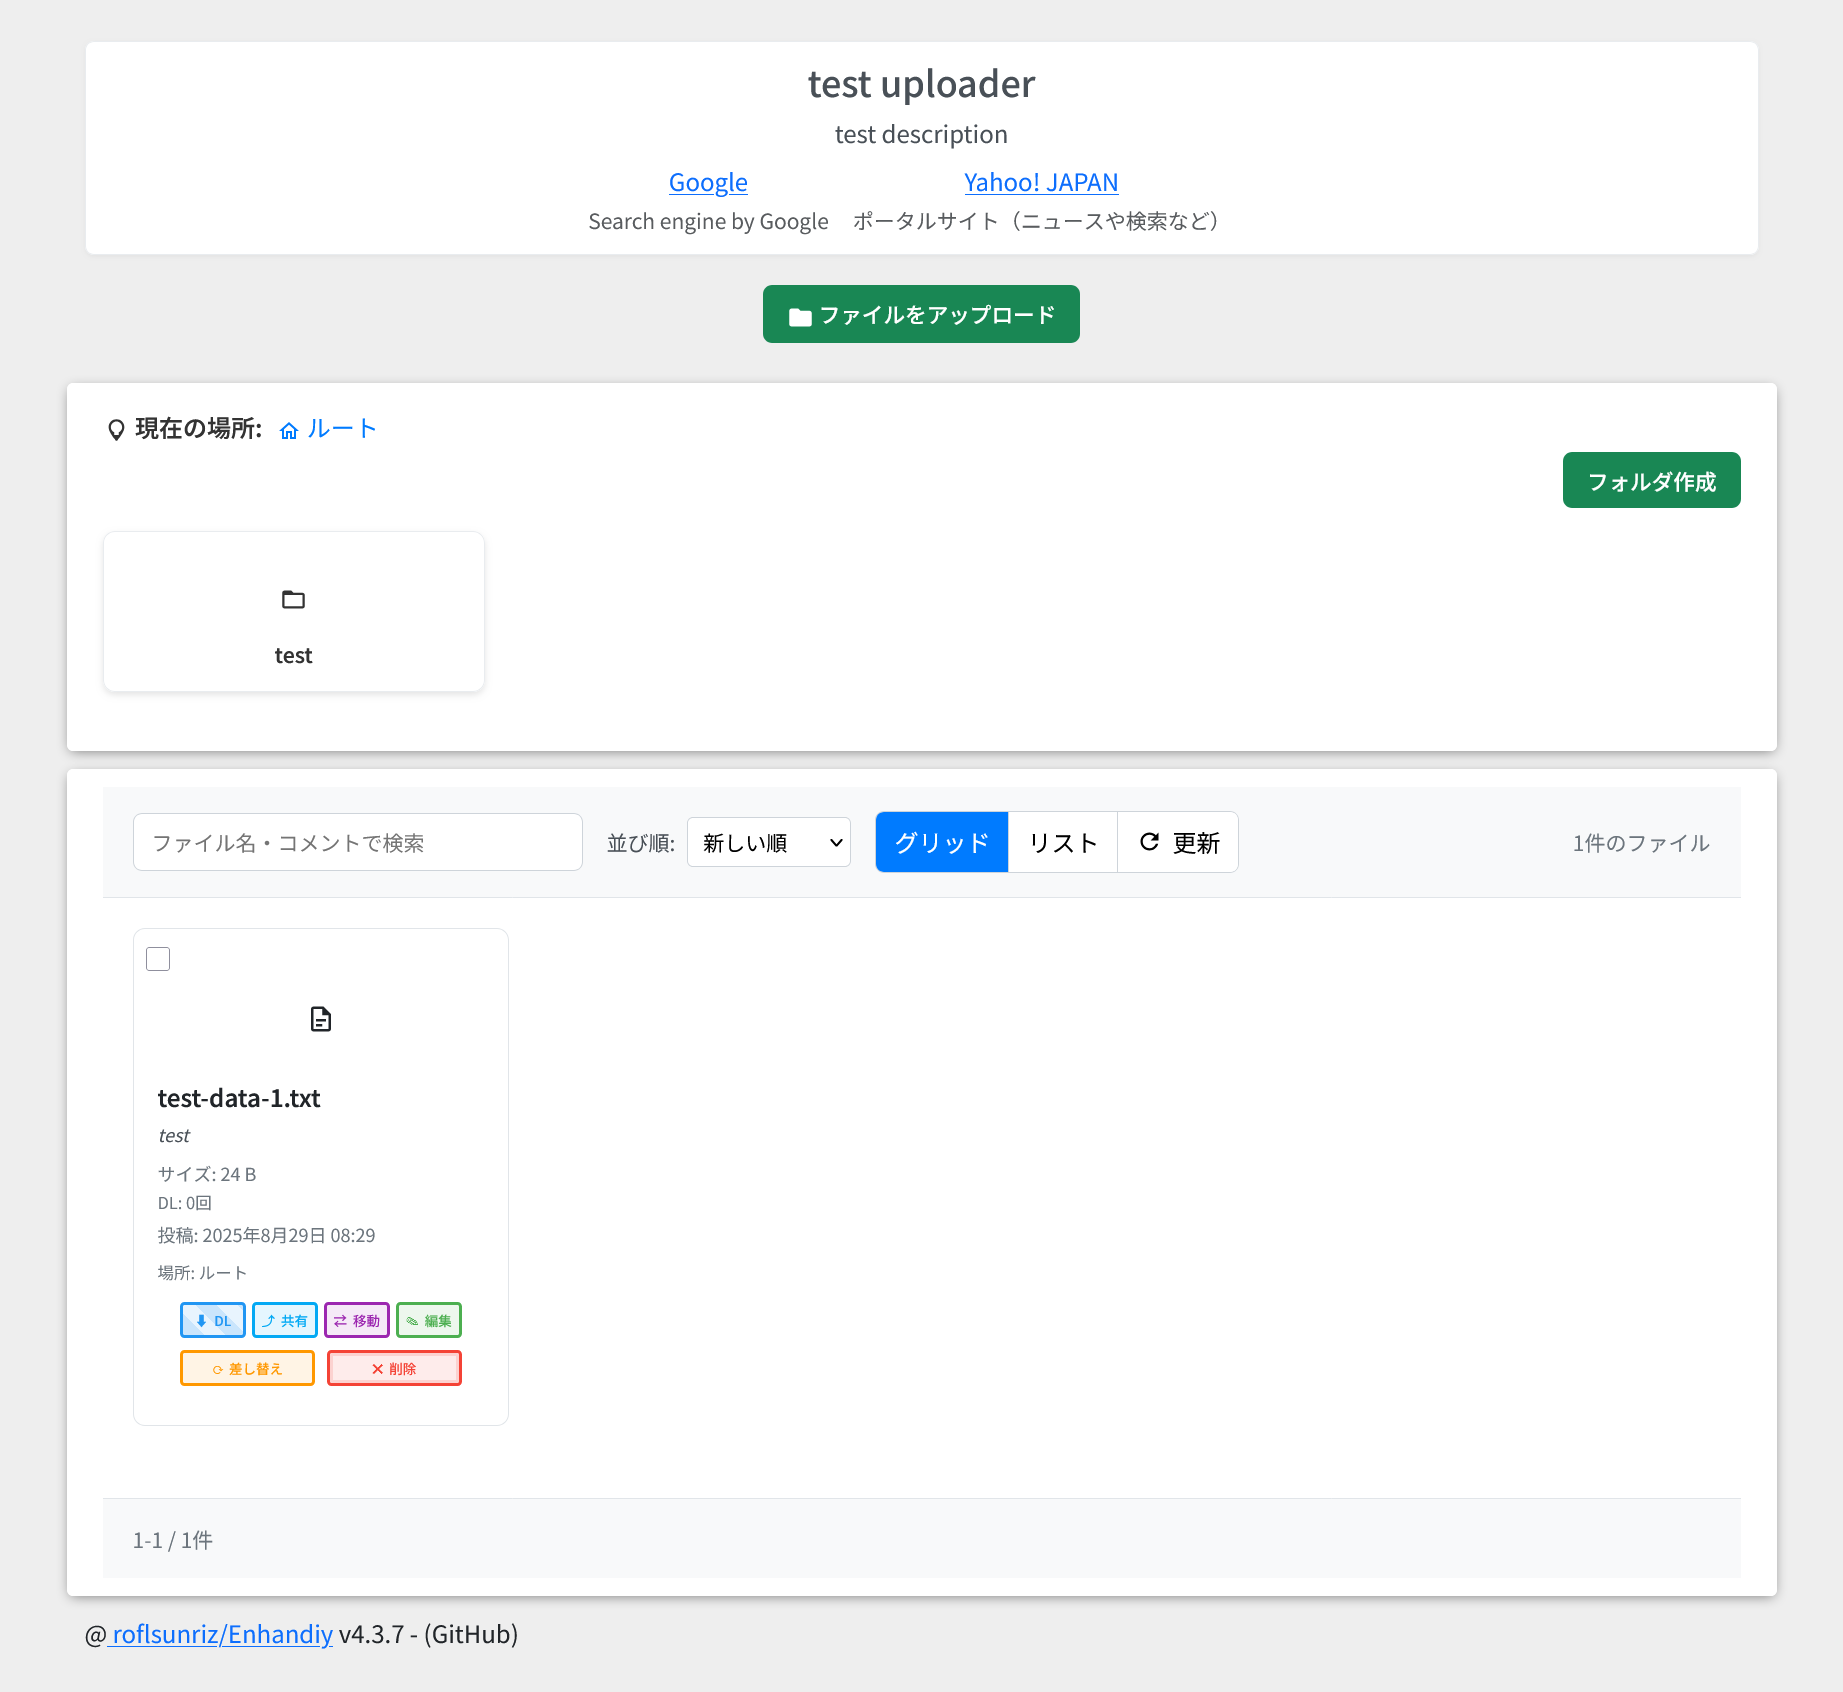 test uploader
test description
Google
Yahoo! JAPAN
Search engine by Google
ポータルサイト（ニュースや検索など）
ファイルをアップロード
現在の場所: ルート
フォルダ作成
test
ファイル名・コメントで検索
並び順: 新しい順
グリッド リスト 更新
1件のファイル
test-data-1.txt
test
サイズ: 24 B
DL: 0回
投稿: 2025年8月29日 08:29
場所: ルート
DL 共有 移動 編集
差し替え 削除
1-1 / 1件
@ roflsunriz/Enhandiy v4.3.7 - (GitHub)